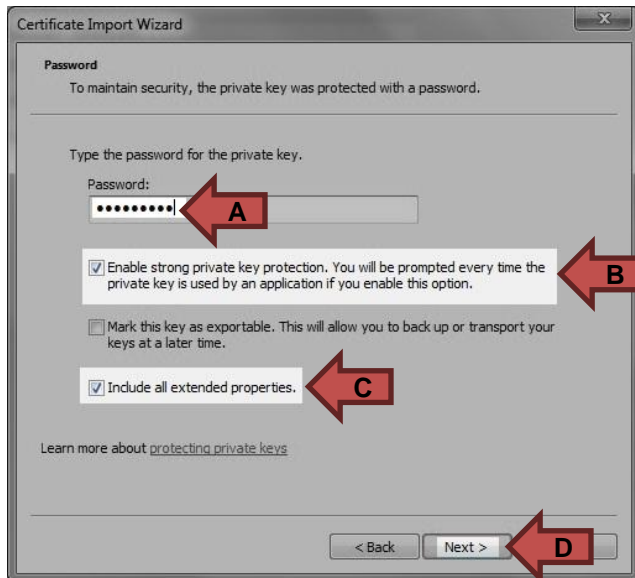 Certificate Import Wizard
Password
To maintain security, the private key was protected with a password.
Type the password for the private key.
Password:
•••••••••
A
Enable strong private key protection. You will be prompted every time the
private key is used by an application if you enable this option.
B
Mark this key as exportable. This will allow you to back up or transport your
keys at a later time.
Include all extended properties.
C
Learn more about protecting private keys
< Back
Next >
D